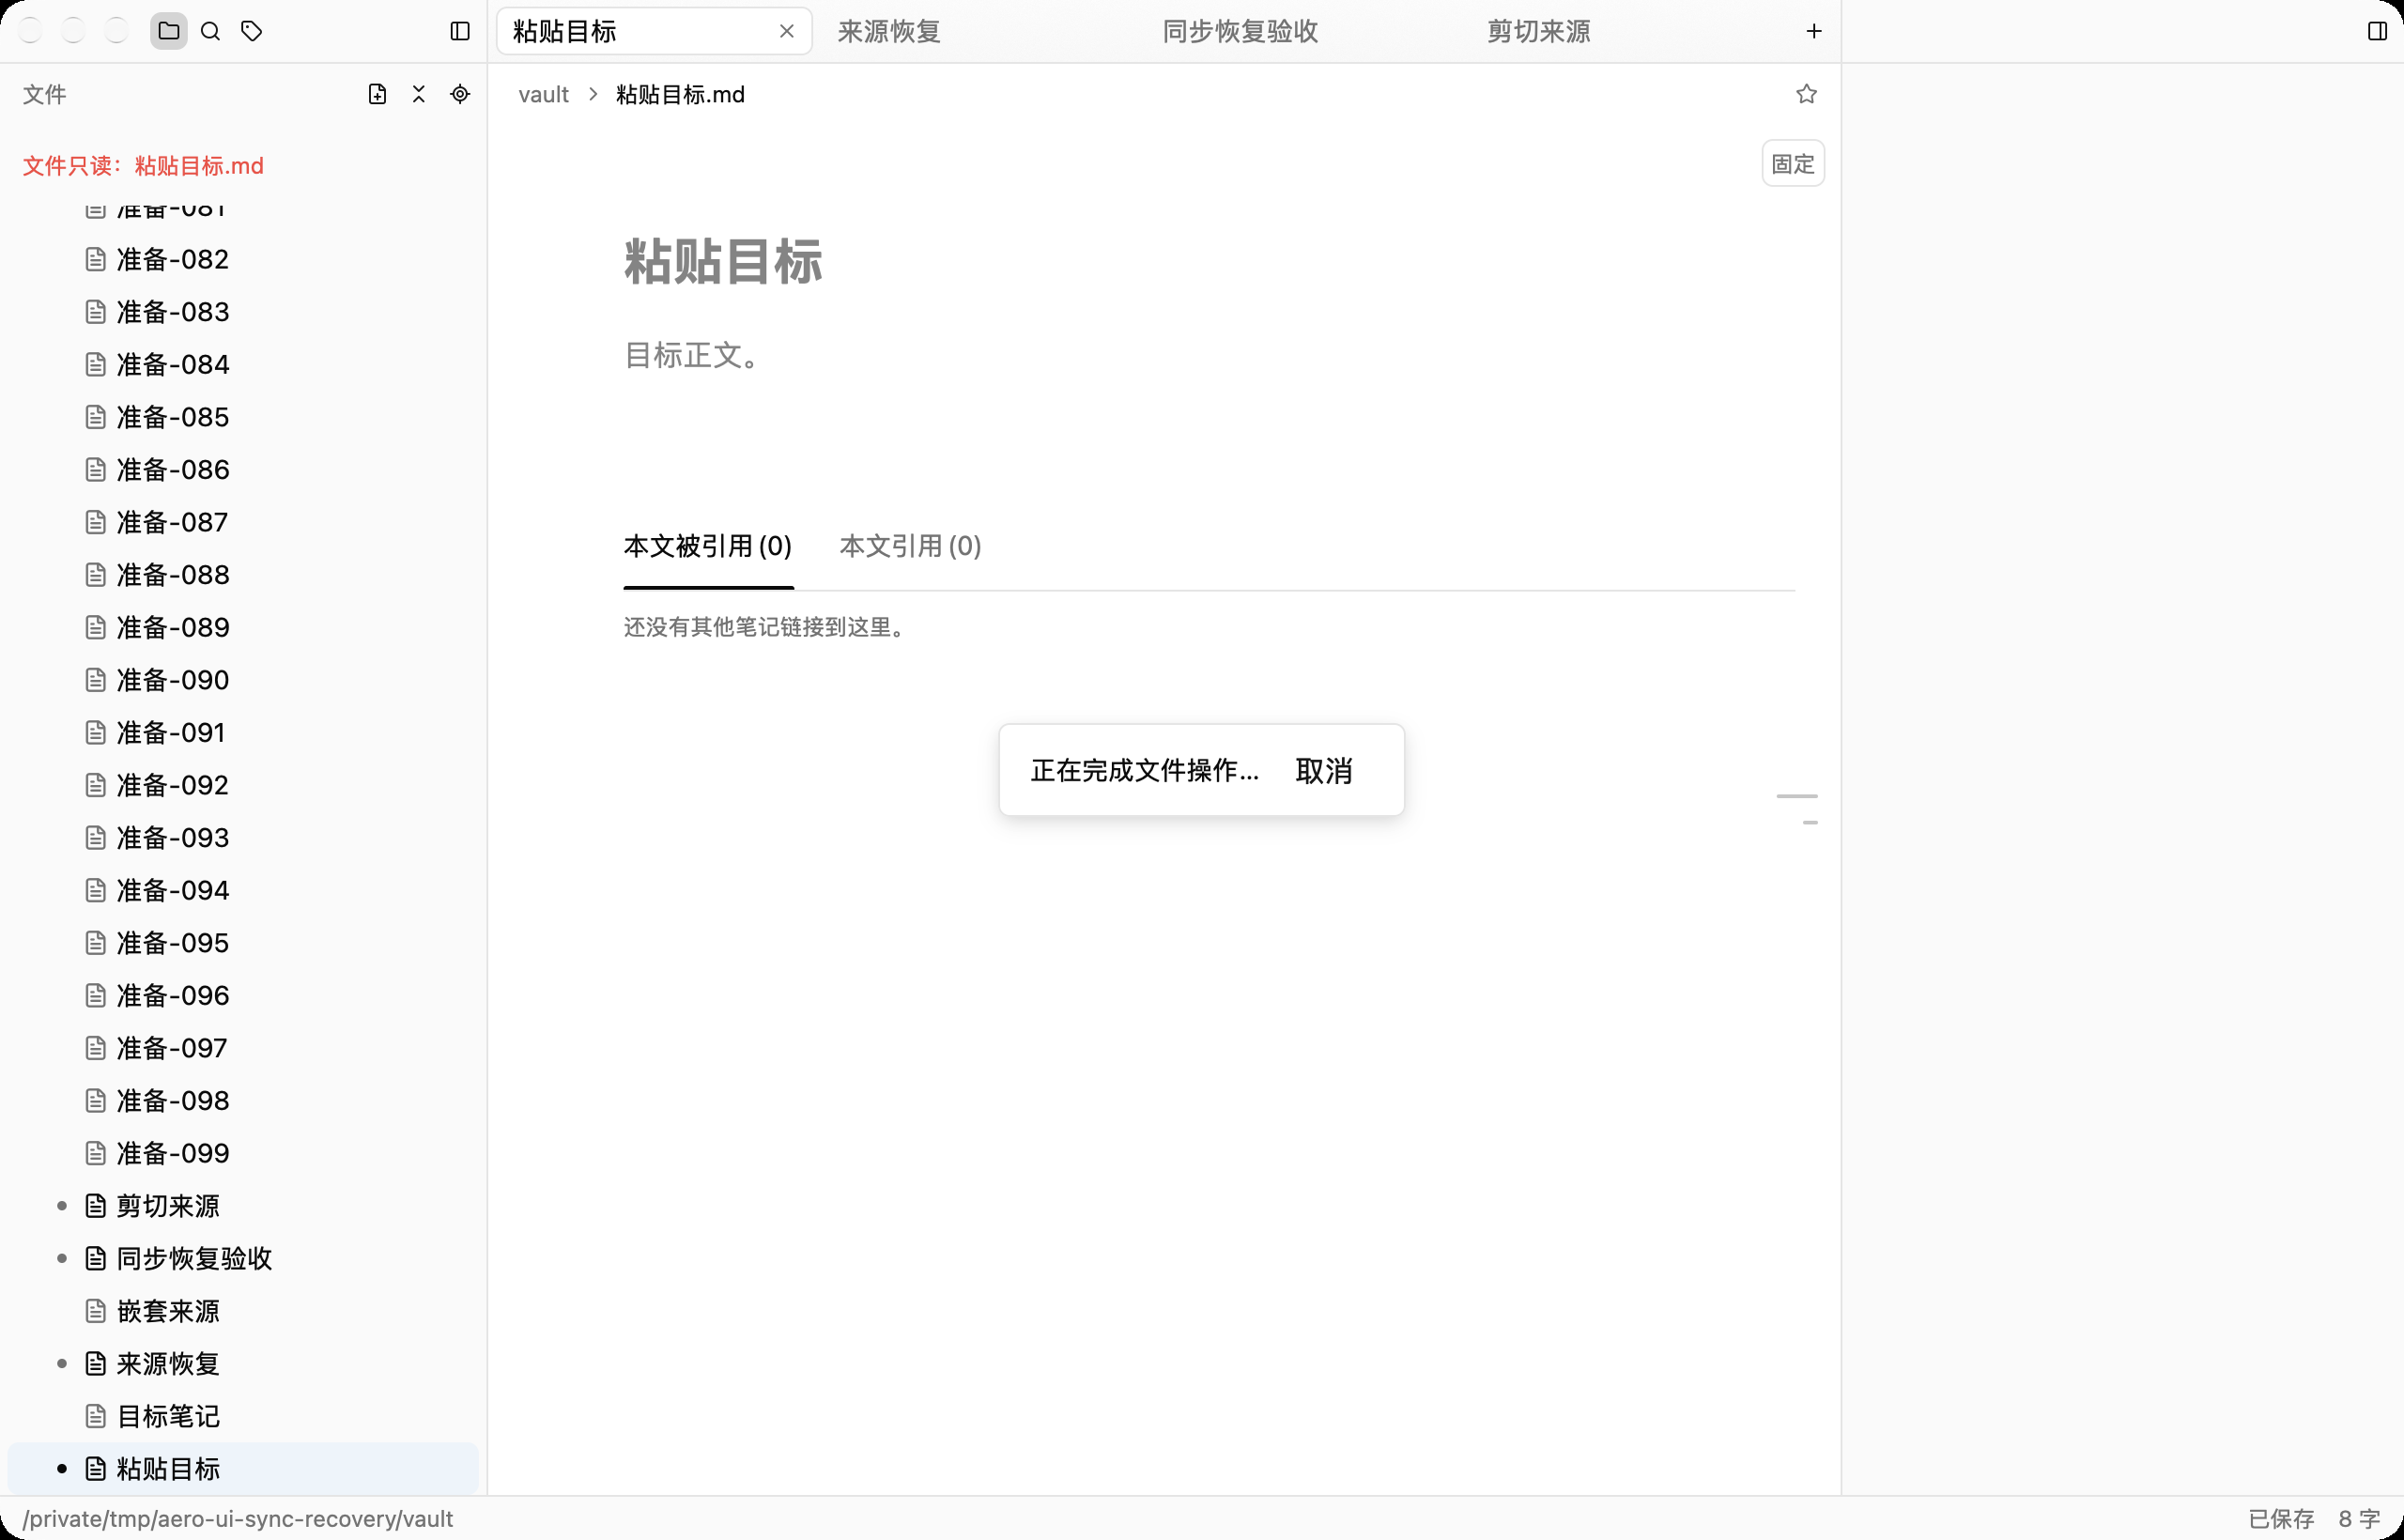 粘贴目标
来源恢复
同步恢复验收
剪切来源
文件
vault
粘贴目标.md
文件只读：粘贴目标.md
固定
准备-081
准备-082
准备-083
准备-084
准备-085
准备-086
准备-087
准备-088
准备-089
准备-090
准备-091
准备-092
准备-093
准备-094
准备-095
准备-096
准备-097
准备-098
准备-099
剪切来源
同步恢复验收
嵌套来源
来源恢复
目标笔记
粘贴目标
粘贴目标
目标正文。
本文被引用 (0)
本文引用 (0)
还没有其他笔记链接到这里。
正在完成文件操作...
取消
/private/tmp/aero-ui-sync-recovery/vault
已保存
8 字